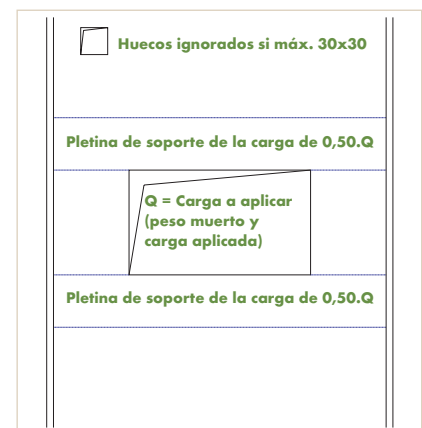 Huecos ignorados si máx. 30x30
Pletina de soporte de la carga de 0,50.Q
Q = Carga a aplicar
(peso muerto y
carga aplicada)
Pletina de soporte de la carga de 0,50.Q